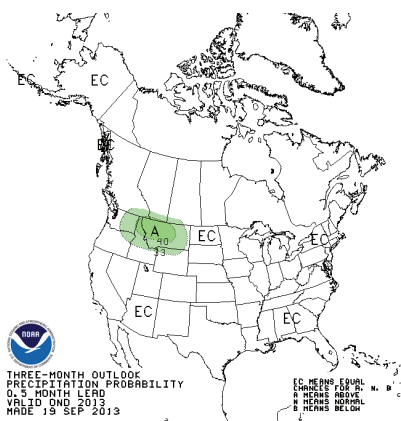 EC
EC
EC
A
40
33
EC
EC
EC
EC
NOAA
THREE-MONTH OUTLOOK
PRECIPITATION PROBABILITY
0.5 MONTH LEAD
VALID OND 2013
MADE 19 SEP 2013
EC MEANS EQUAL
CHANCES FOR A, N, B
A MEANS ABOVE
N MEANS NORMAL
B MEANS BELOW